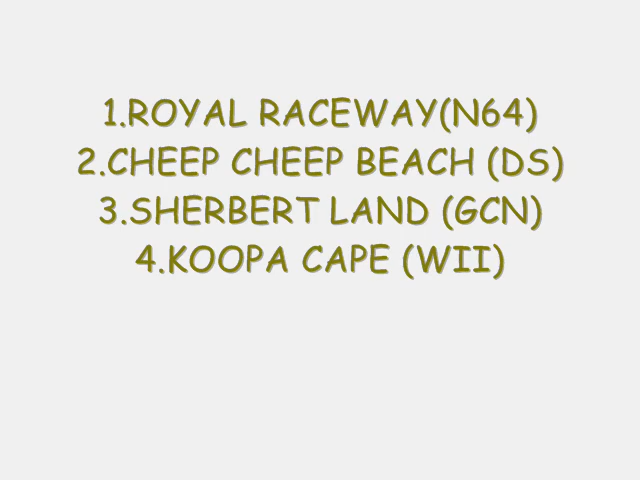 1.ROYAL RACEWAY(N64)
2.CHEEP CHEEP BEACH (DS)
3.SHERBERT LAND (GCN)
4.KOOPA CAPE (WII)